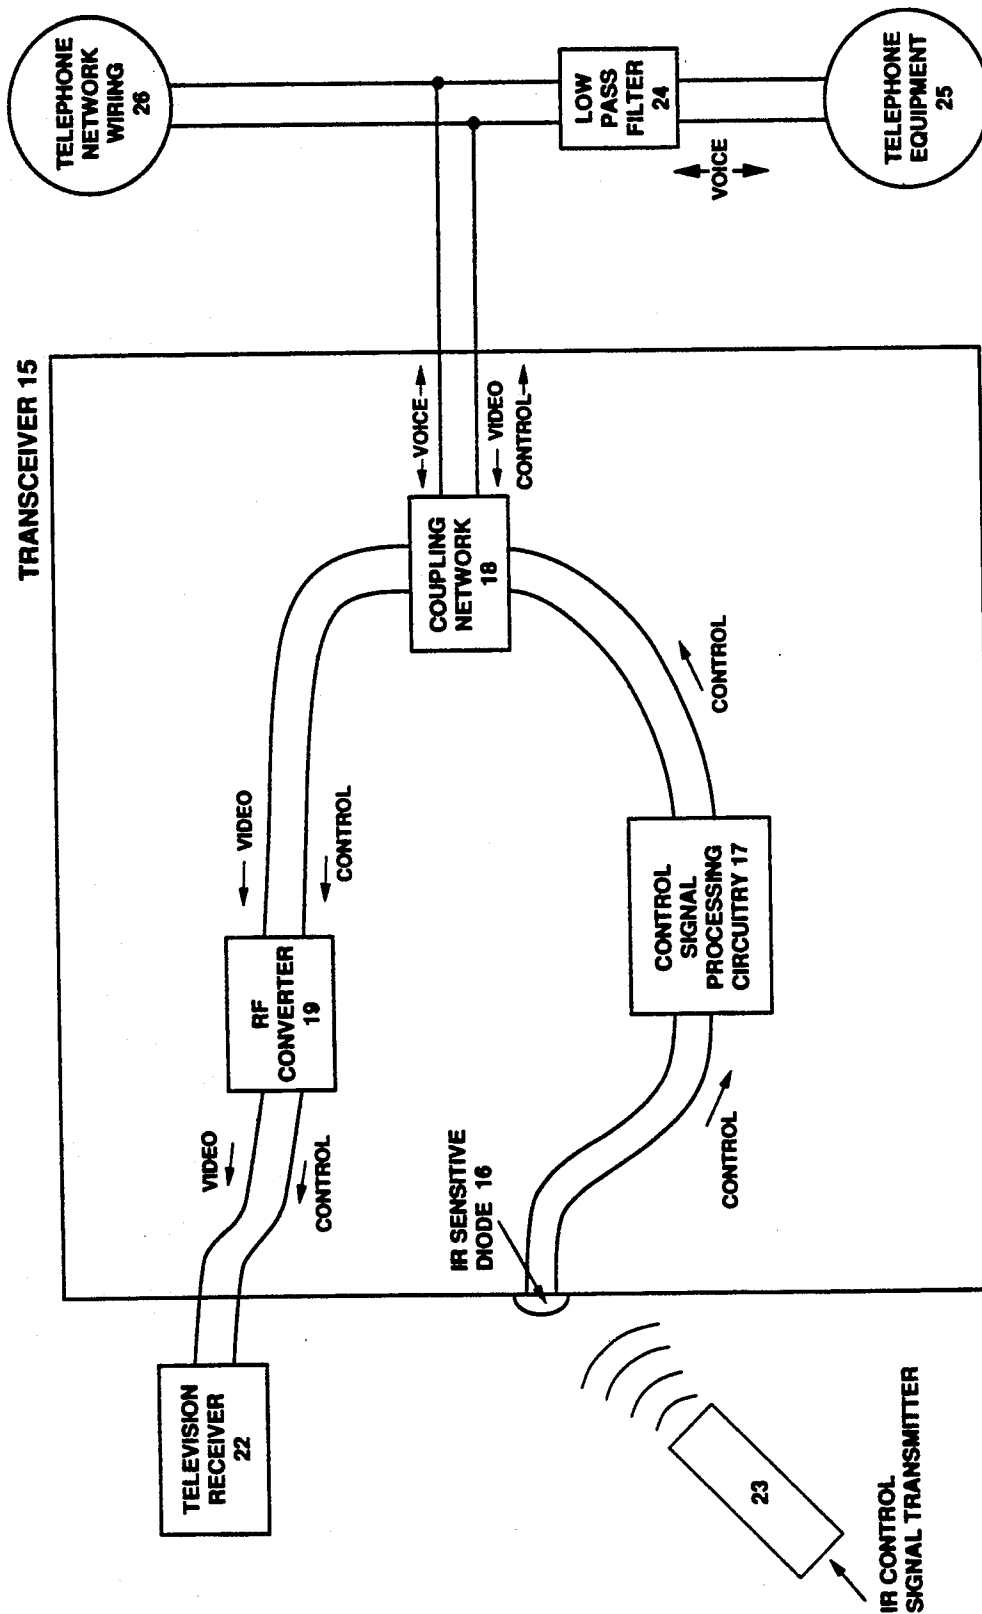 TRANSCEIVER 15
TELEPHONE
NETWORK
WIRING
26
LOW
PASS
FILTER
24
VOICE
TELEPHONE
EQUIPMENT
25
VOICE
VIDEO
CONTROL
COUPLING
NETWORK
18
VIDEO
CONTROL
RF
CONVERTER
19
VIDEO
CONTROL
TELEVISION
RECEIVER
22
CONTROL
CONTROL
SIGNAL
PROCESSING
CIRCUITRY 17
CONTROL
IR SENSITIVE
DIODE 16
23
IR CONTROL
SIGNAL TRANSMITTER